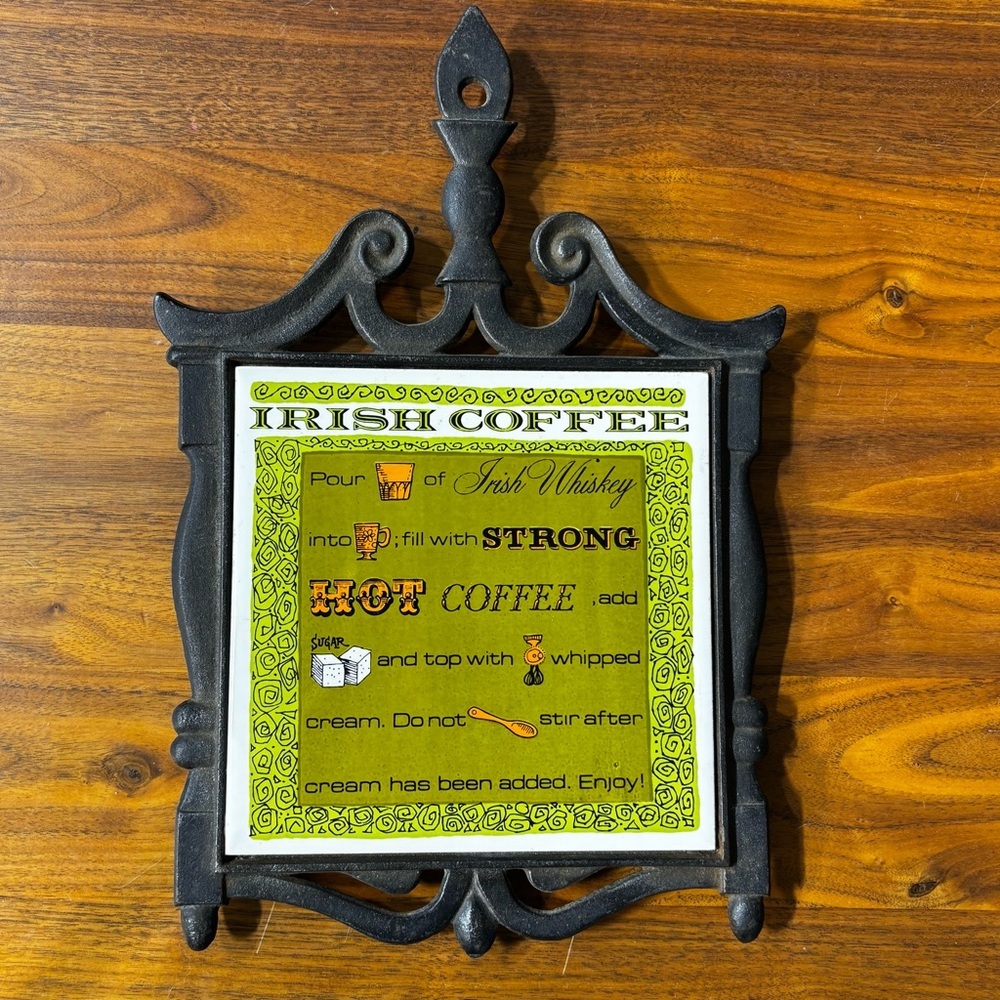 IRISH COFFEE
Pour of Irish Whiskey
into ; fill with STRONG
HOT COFFEE , add
SUGAR
and top with whipped
cream. Do not stir after
cream has been added. Enjoy!